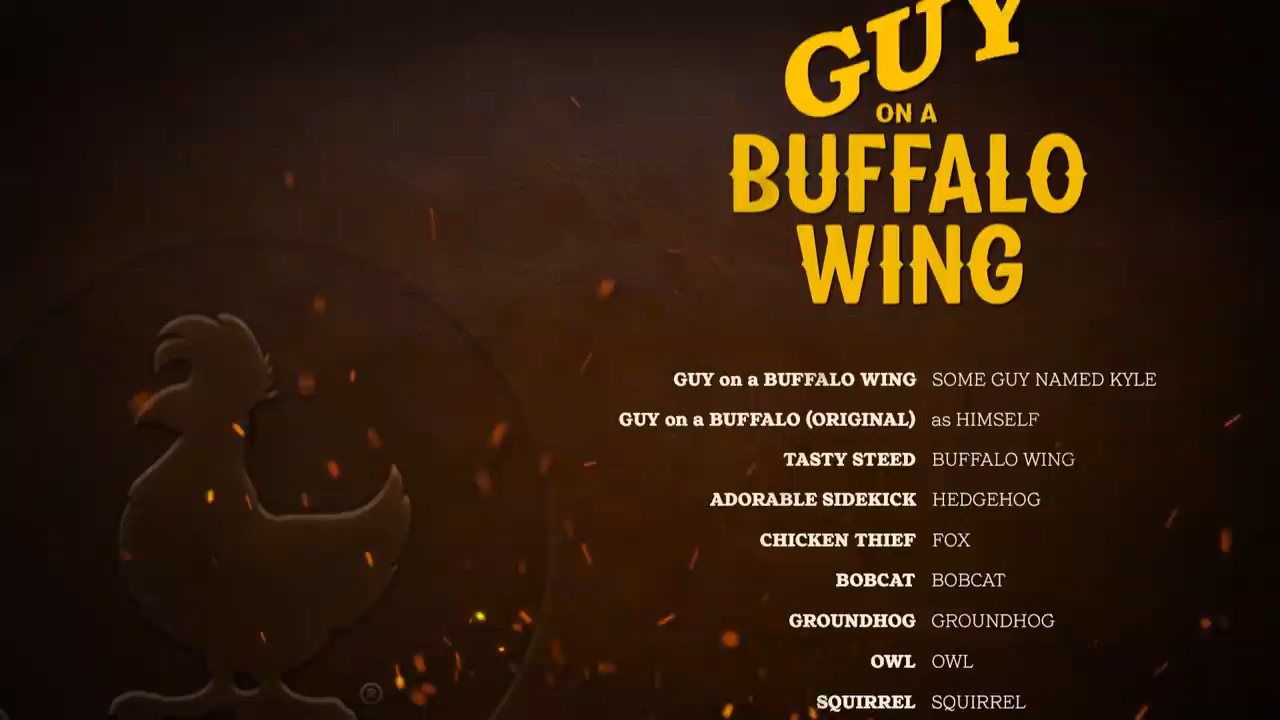 GUY
ON A
BUFFALO
WING
GUY on a BUFFALO WING SOME GUY NAMED KYLE
GUY on a BUFFALO (ORIGINAL) as HIMSELF
TASTY STEED BUFFALO WING
ADORABLE SIDEKICK HEDGEHOG
CHICKEN THIEF FOX
BOBCAT BOBCAT
GROUNDHOG GROUNDHOG
OWL OWL
SQUIRREL SQUIRREL
®